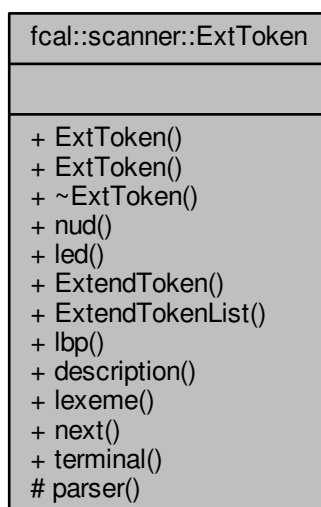 fcal::scanner::ExtToken
+ ExtToken()
+ ExtToken()
+ ~ExtToken()
+ nud()
+ led()
+ ExtendToken()
+ ExtendTokenList()
+ lbp()
+ description()
+ lexeme()
+ next()
+ terminal()
# parser()